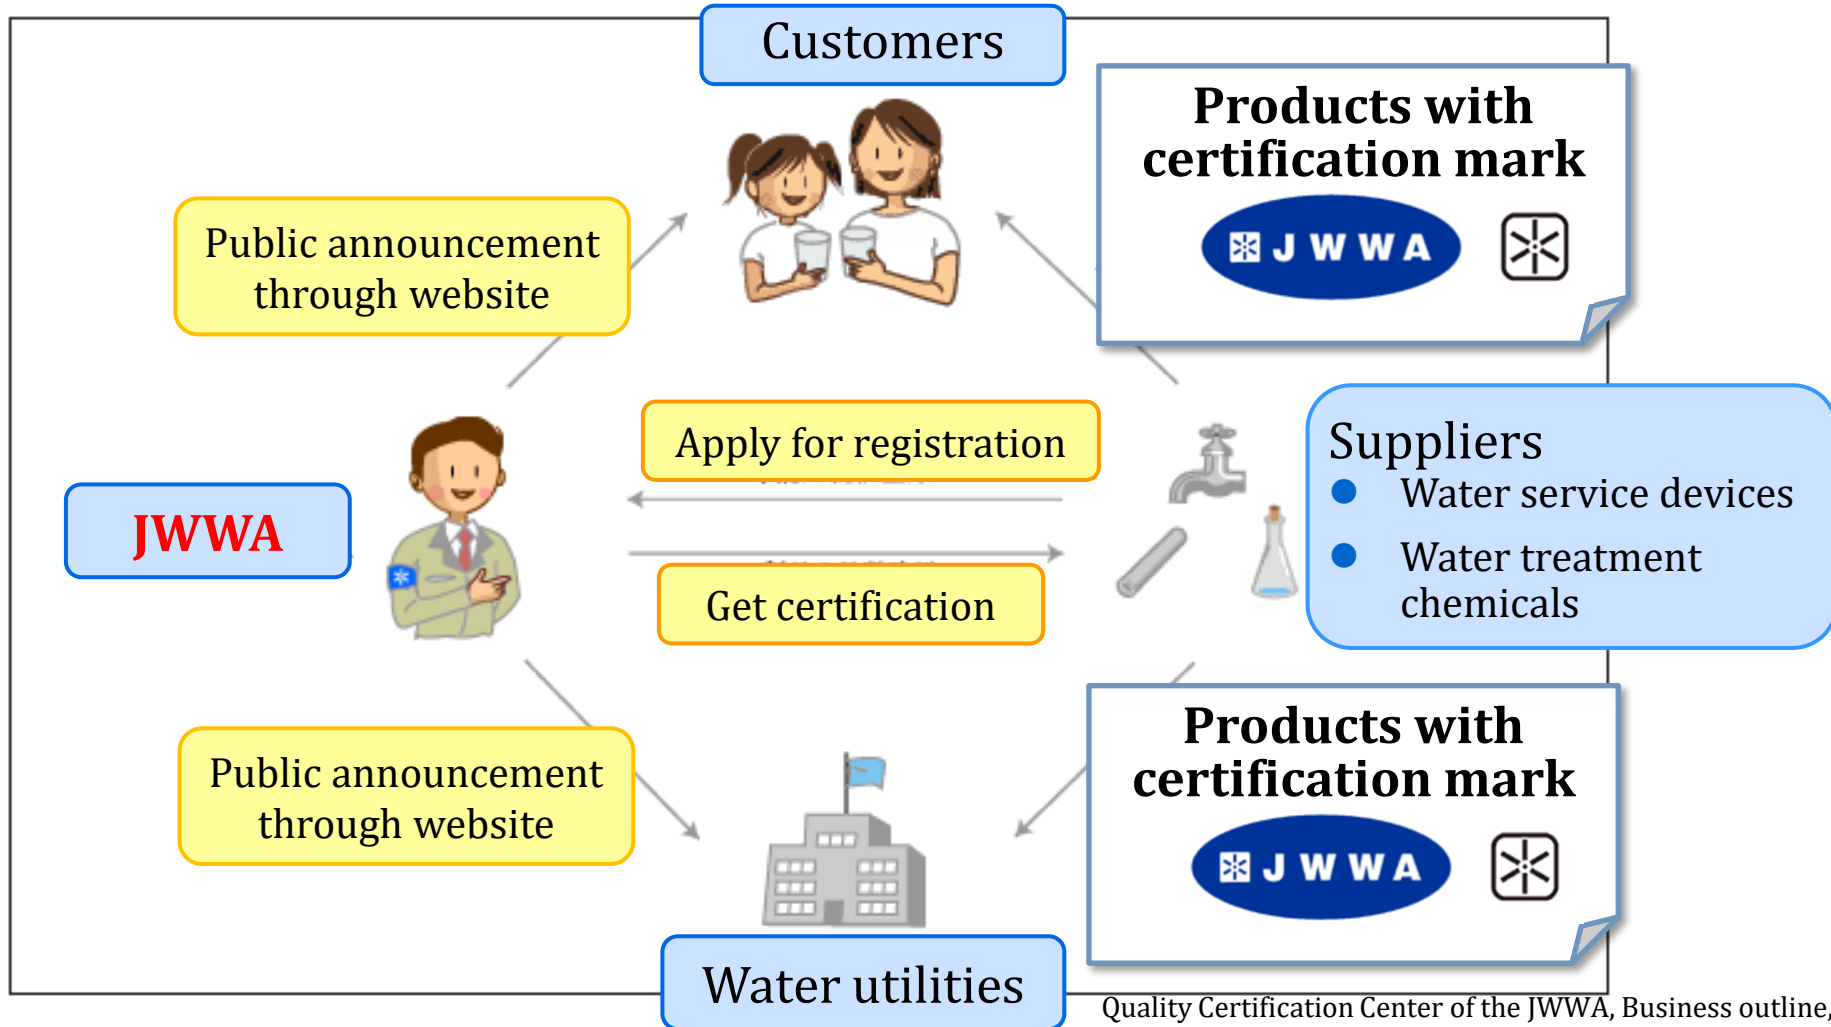 Customers
Products with
certification mark
JWWA
Public announcement
through website
Apply for registration
Suppliers
Water service devices
JWWA
Water treatment
chemicals
Get certification
Products with
certification mark
JWWA
Public announcement
through website
Water utilities
Quality Certification Center of the JWWA, Business outline,